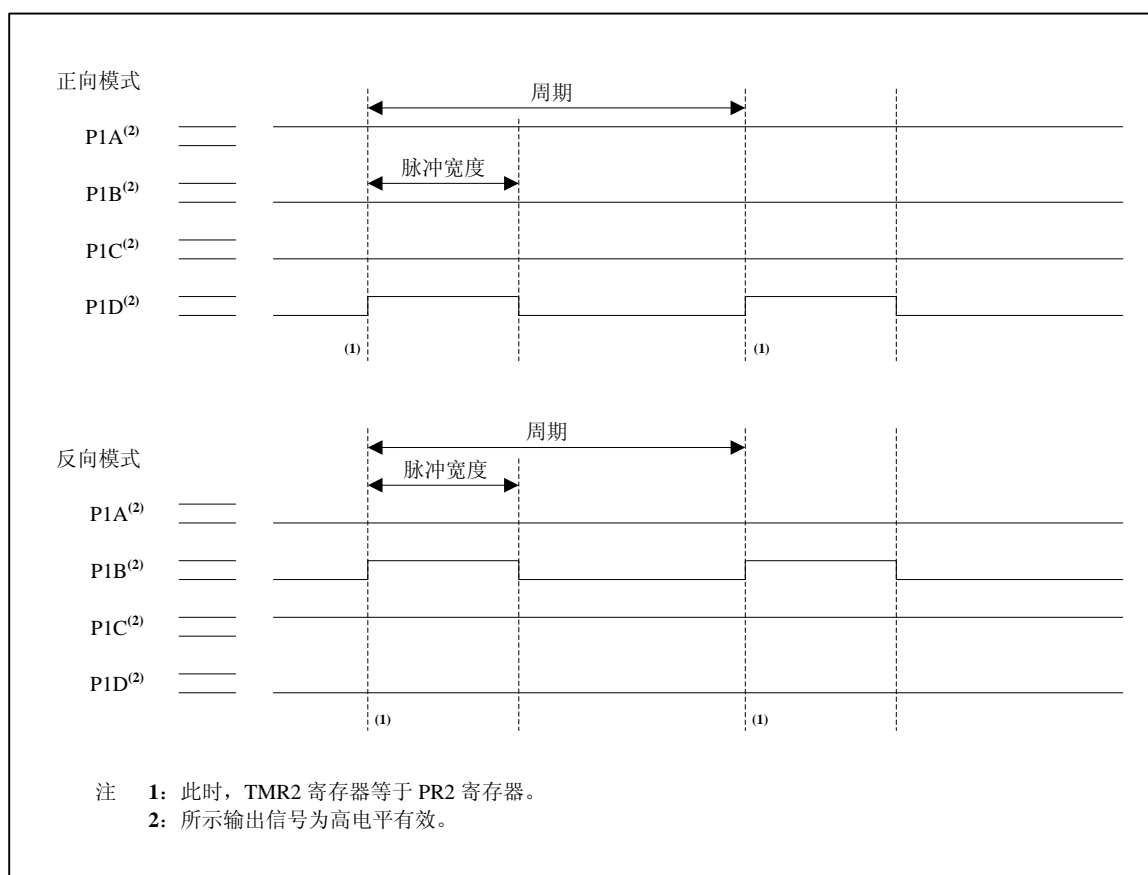 正向模式
周期
P1A(2)
脉冲宽度
P1B(2)
P1C(2)
P1D(2)
(1) (1)
周期
反向模式
脉冲宽度
P1A(2)
P1B(2)
P1C(2)
P1D(2)
(1) (1)
注 1: 此时，TMR2 寄存器等于 PR2 寄存器。
2: 所示输出信号为高电平有效。